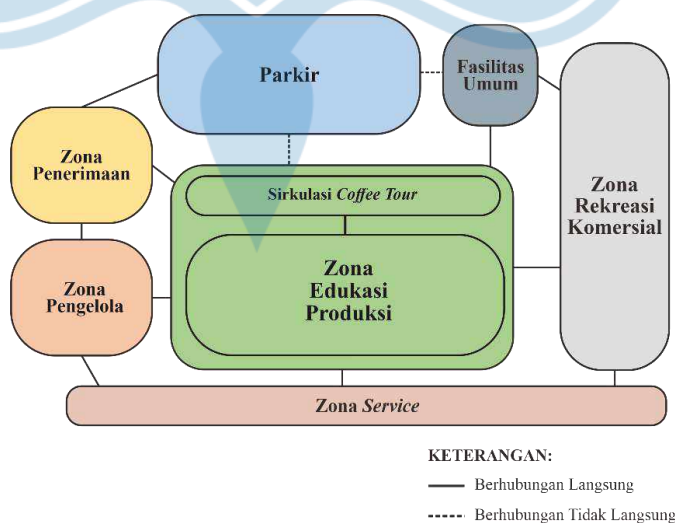 Parkir
Fasilitas
Umum
Zona
Penerimaan
Sirkulasi Coffee Tour
Zona
Rekreasi
Komersial
Zona
Edukasi
Produksi
Zona
Pengelola
Zona Service
KETERANGAN:
Berhubungan Langsung
Berhubungan Tidak Langsung